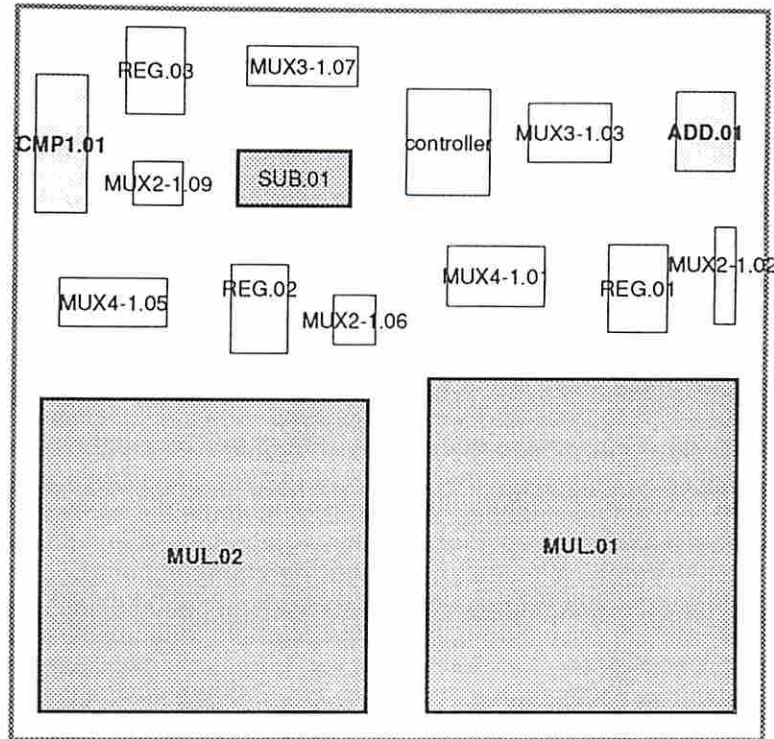 REG.03
MUX3-1.07
CMP1.01
controller
MUX3-1.03
ADD.01
MUX2-1.09
SUB.01
MUX4-1.05
REG.02
MUX2-1.06
MUX4-1.01
REG.01
MUX2-1.02
MUL.02
MUL.01